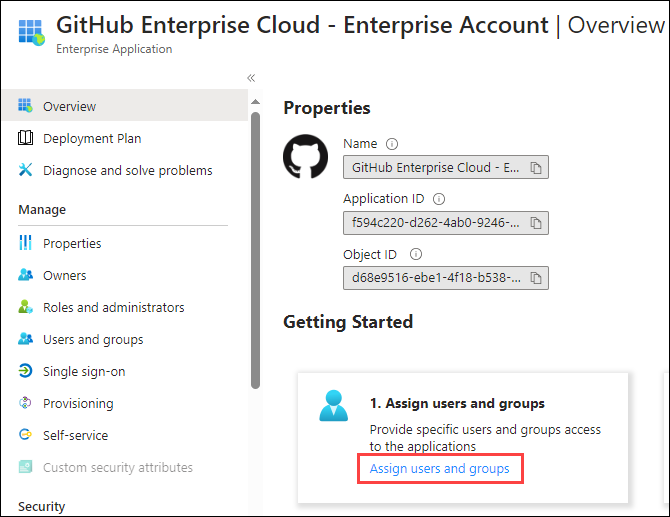 GitHub Enterprise Cloud - Enterprise Account | Overview
Enterprise Application
Overview
Deployment Plan
Diagnose and solve problems
Manage
Properties
Owners
Roles and administrators
Users and groups
Single sign-on
Provisioning
Self-service
Custom security attributes
Security
Properties
Name
GitHub Enterprise Cloud - E...
Application ID
f594c220-d262-4ab0-9246-...
Object ID
d68e9516-ebe1-4f18-b538-...
Getting Started
1. Assign users and groups
Provide specific users and groups access
to the applications
Assign users and groups